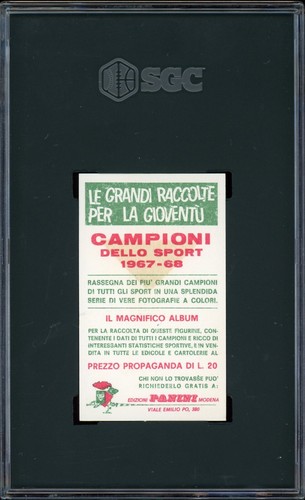 SGC
LE GRANDI RACCOLTE
PER LA GIOVENTÙ
CAMPIONI
DELLO SPORT
1967-68
RASSEGNA DEI PIU' GRANDI CAMPIONI
DI TUTTI GLI SPORT IN UNA SPLENDIDA
SERIE DI VERE FOTOGRAFIE A COLORI.
IL MAGNIFICO ALBUM
PER LA RACCOLTA DI QUESTE FIGURINE, CON-
TENENTE I DATI DI TUTTI I CAMPIONI E RICCO DI
INTERESSANTI STATISTICHE SPORTIVE, È IN VEN-
DITA IN TUTTE LE EDICOLE E CARTOLERIE AL
PREZZO PROPAGANDA DI L. 20
CHI NON LO TROVASSE PUO'
RICHIEDERLO GRATIS A:
EDIZIONI PANINI MODENA
VIALE EMILIO PO, 380